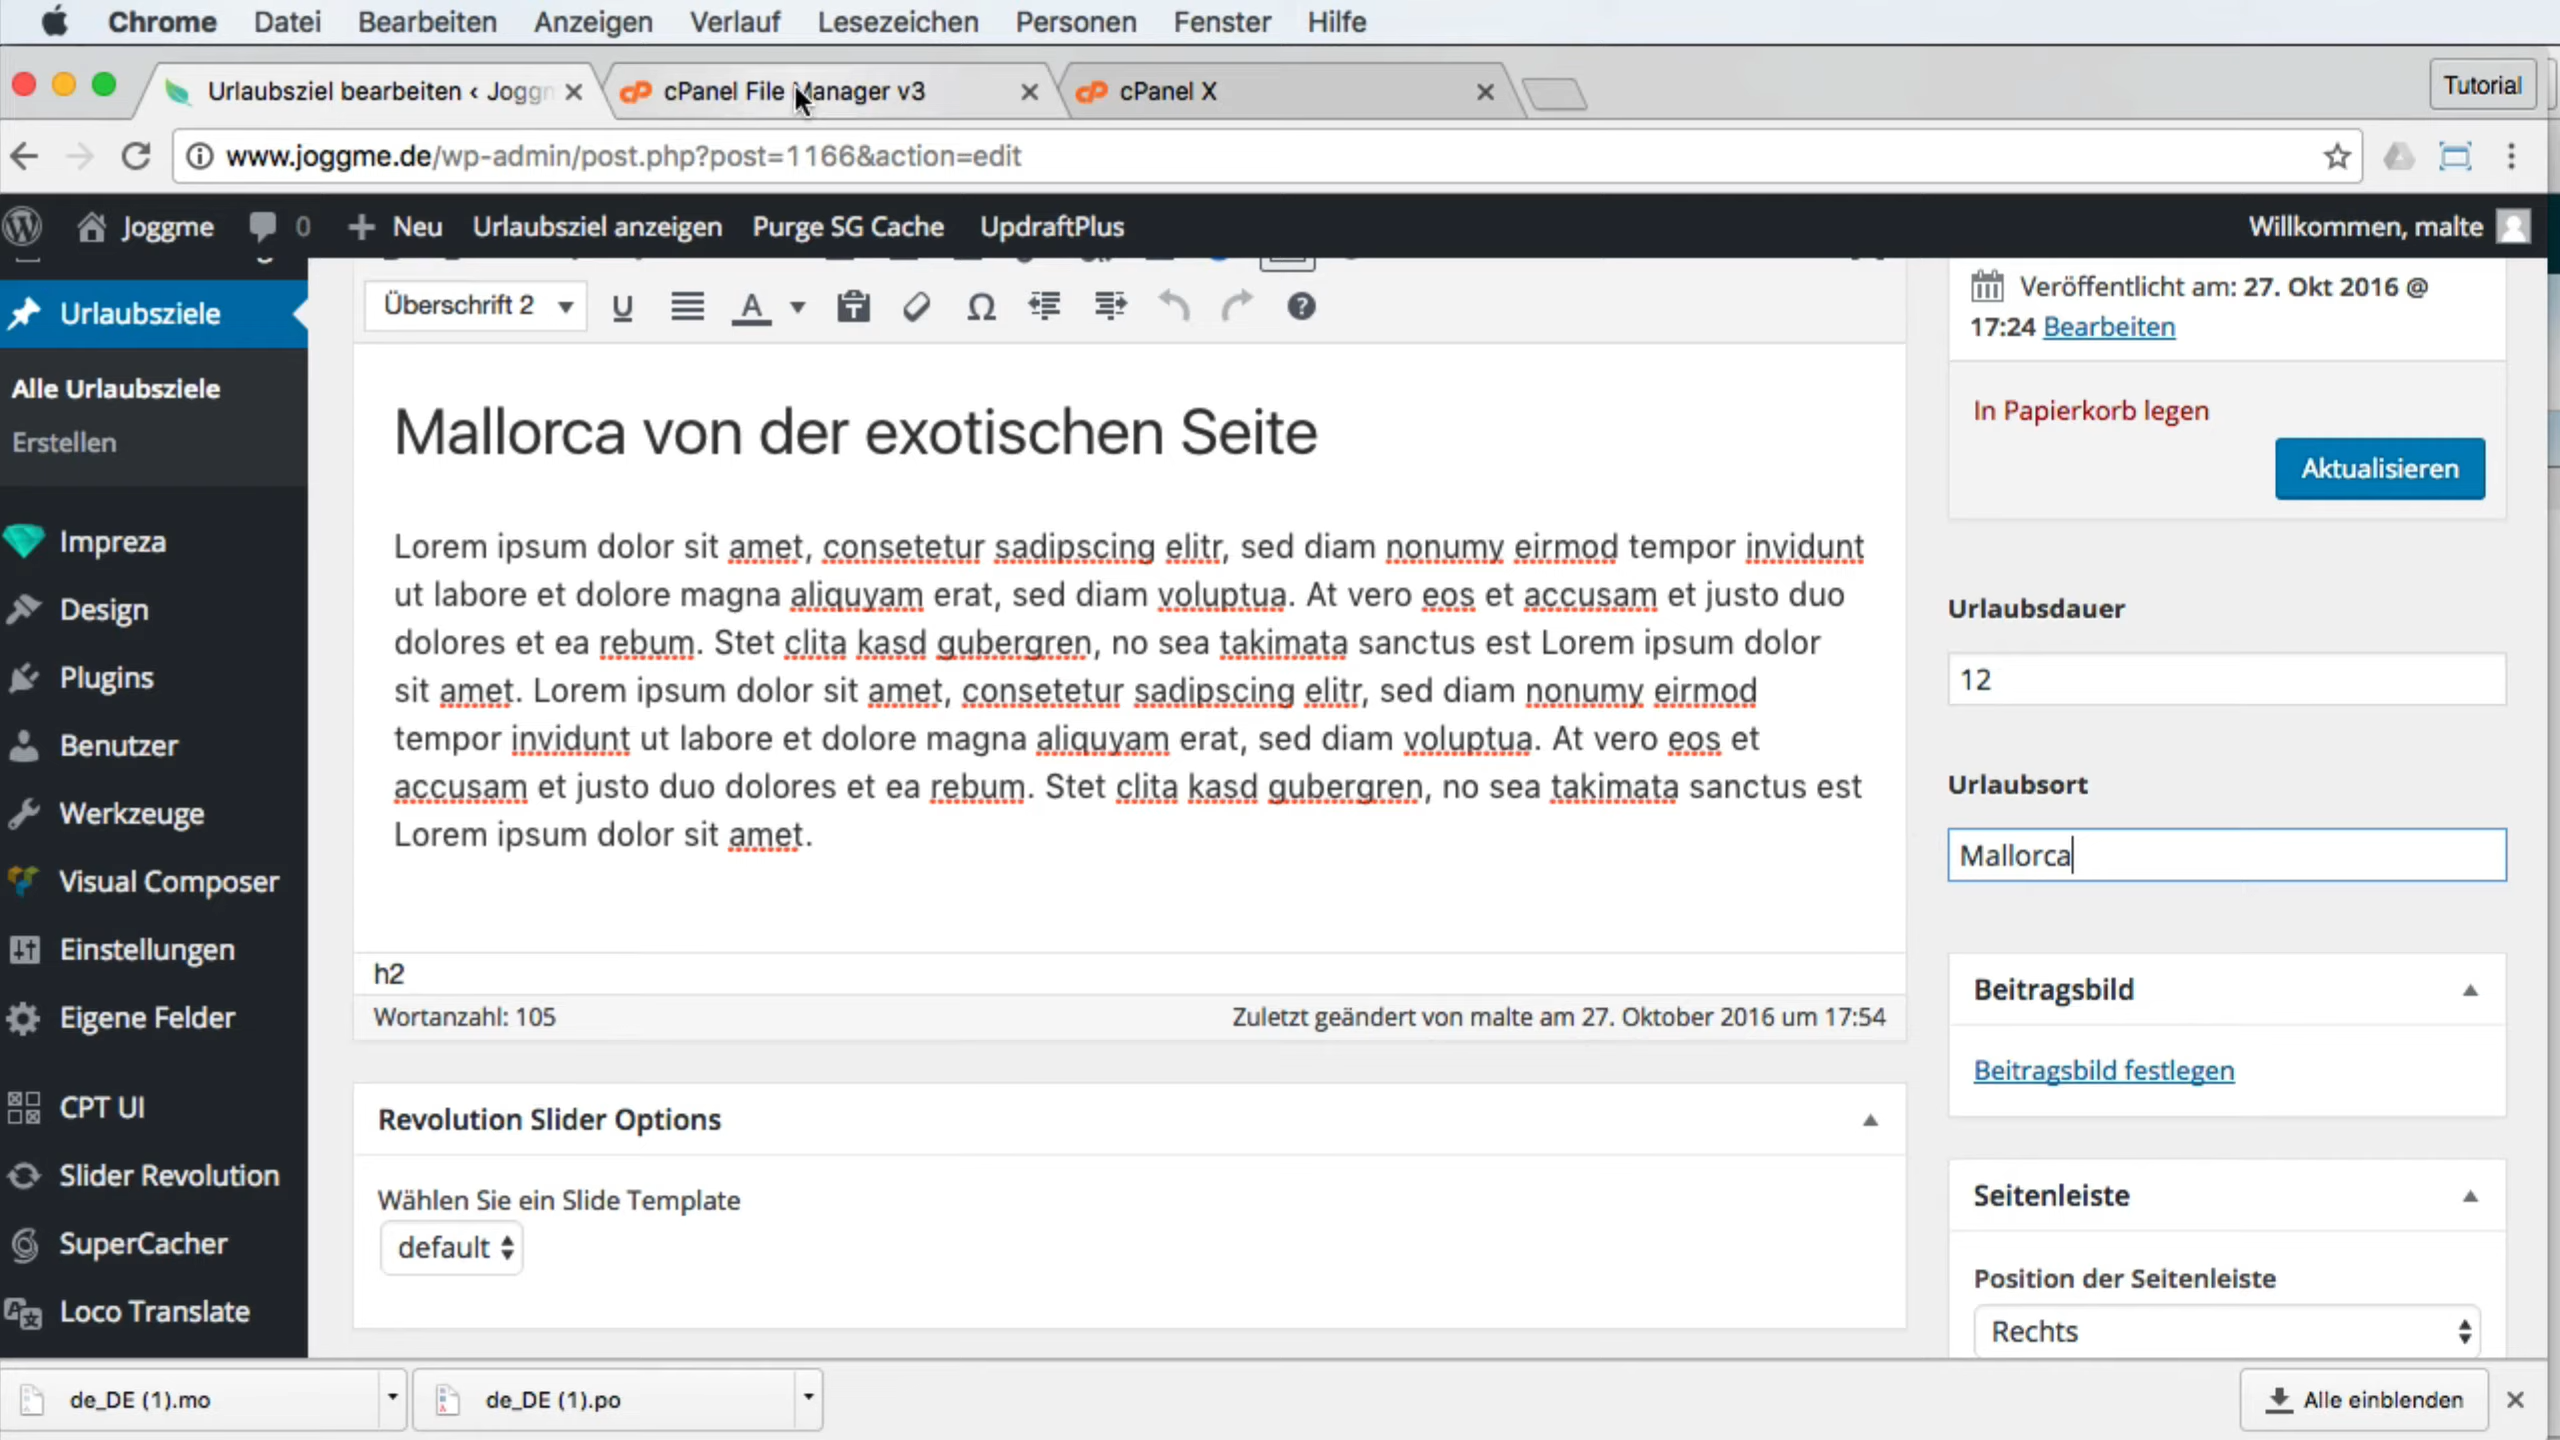 Chrome Datei Bearbeiten Anzeigen Verlauf Lesezeichen Personen Fenster Hilfe
Urlaubsziel bearbeiten ‹ Joggm
cPanel File Manager v3
cPanel X
Tutorial
www.joggme.de/wp-admin/post.php?post=1166&action=edit
Joggme 0 Neu Urlaubsziel anzeigen Purge SG Cache UpdraftPlus Willkommen, malte
Urlaubsziele
Alle Urlaubsziele
Erstellen
Impreza
Design
Plugins
Benutzer
Werkzeuge
Visual Composer
Einstellungen
Eigene Felder
CPT UI
Slider Revolution
SuperCacher
Loco Translate
Überschrift 2
Mallorca von der exotischen Seite
Lorem ipsum dolor sit amet, consetetur sadipscing elitr, sed diam nonumy eirmod tempor invidunt
ut labore et dolore magna aliquyam erat, sed diam voluptua. At vero eos et accusam et justo duo
dolores et ea rebum. Stet clita kasd gubergren, no sea takimata sanctus est Lorem ipsum dolor
sit amet. Lorem ipsum dolor sit amet, consetetur sadipscing elitr, sed diam nonumy eirmod
tempor invidunt ut labore et dolore magna aliquyam erat, sed diam voluptua. At vero eos et
accusam et justo duo dolores et ea rebum. Stet clita kasd gubergren, no sea takimata sanctus est
Lorem ipsum dolor sit amet.
h2
Wortanzahl: 105
Zuletzt geändert von malte am 27. Oktober 2016 um 17:54
Revolution Slider Options
Wählen Sie ein Slide Template
default
Veröffentlicht am: 27. Okt 2016 @
17:24 Bearbeiten
In Papierkorb legen
Aktualisieren
Urlaubsdauer
12
Urlaubsort
Mallorca
Beitragsbild
Beitragsbild festlegen
Seitenleiste
Position der Seitenleiste
Rechts
de_DE (1).mo
de_DE (1).po
Alle einblenden